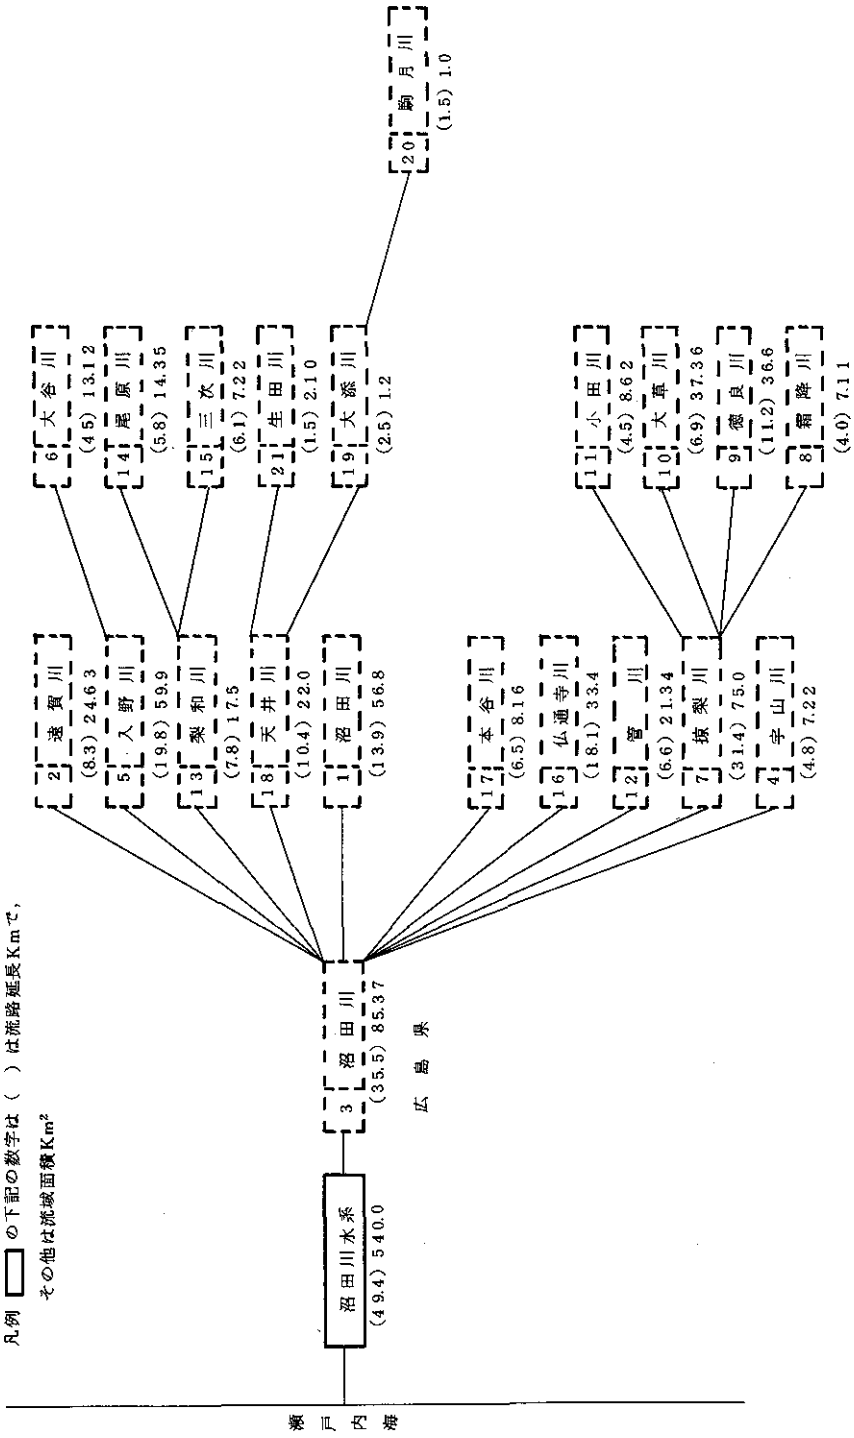 凡例 の下記の数字は( )は流路延長Kmで,
その他は流域面積Km²
瀬戸内海
沼田川水系
(49.4) 540.0
3 沼田川
(35.5) 85.37
広島県
2 遠賀川
(8.3) 24.63
5 入野川
(19.8) 59.9
13 梨和川
(7.8) 17.5
18 天井川
(10.4) 22.0
1 沼田川
(13.9) 56.8
17 本谷川
(6.5) 8.16
16 仏通寺川
(18.1) 33.4
12 管川
(6.6) 21.34
7 椋梨川
(31.4) 75.0
4 宇山川
(4.8) 7.22
6 大谷川
(45) 13.12
14 尾原川
(5.8) 14.35
15 三次川
(6.1) 7.22
21 生田川
(1.5) 2.10
19 大添川
(2.5) 1.2
11 小田川
(4.5) 8.62
10 大草川
(6.9) 37.36
9 徳良川
(11.2) 36.6
8 霜降川
(4.0) 7.11
20 駒月川
(1.5) 1.0